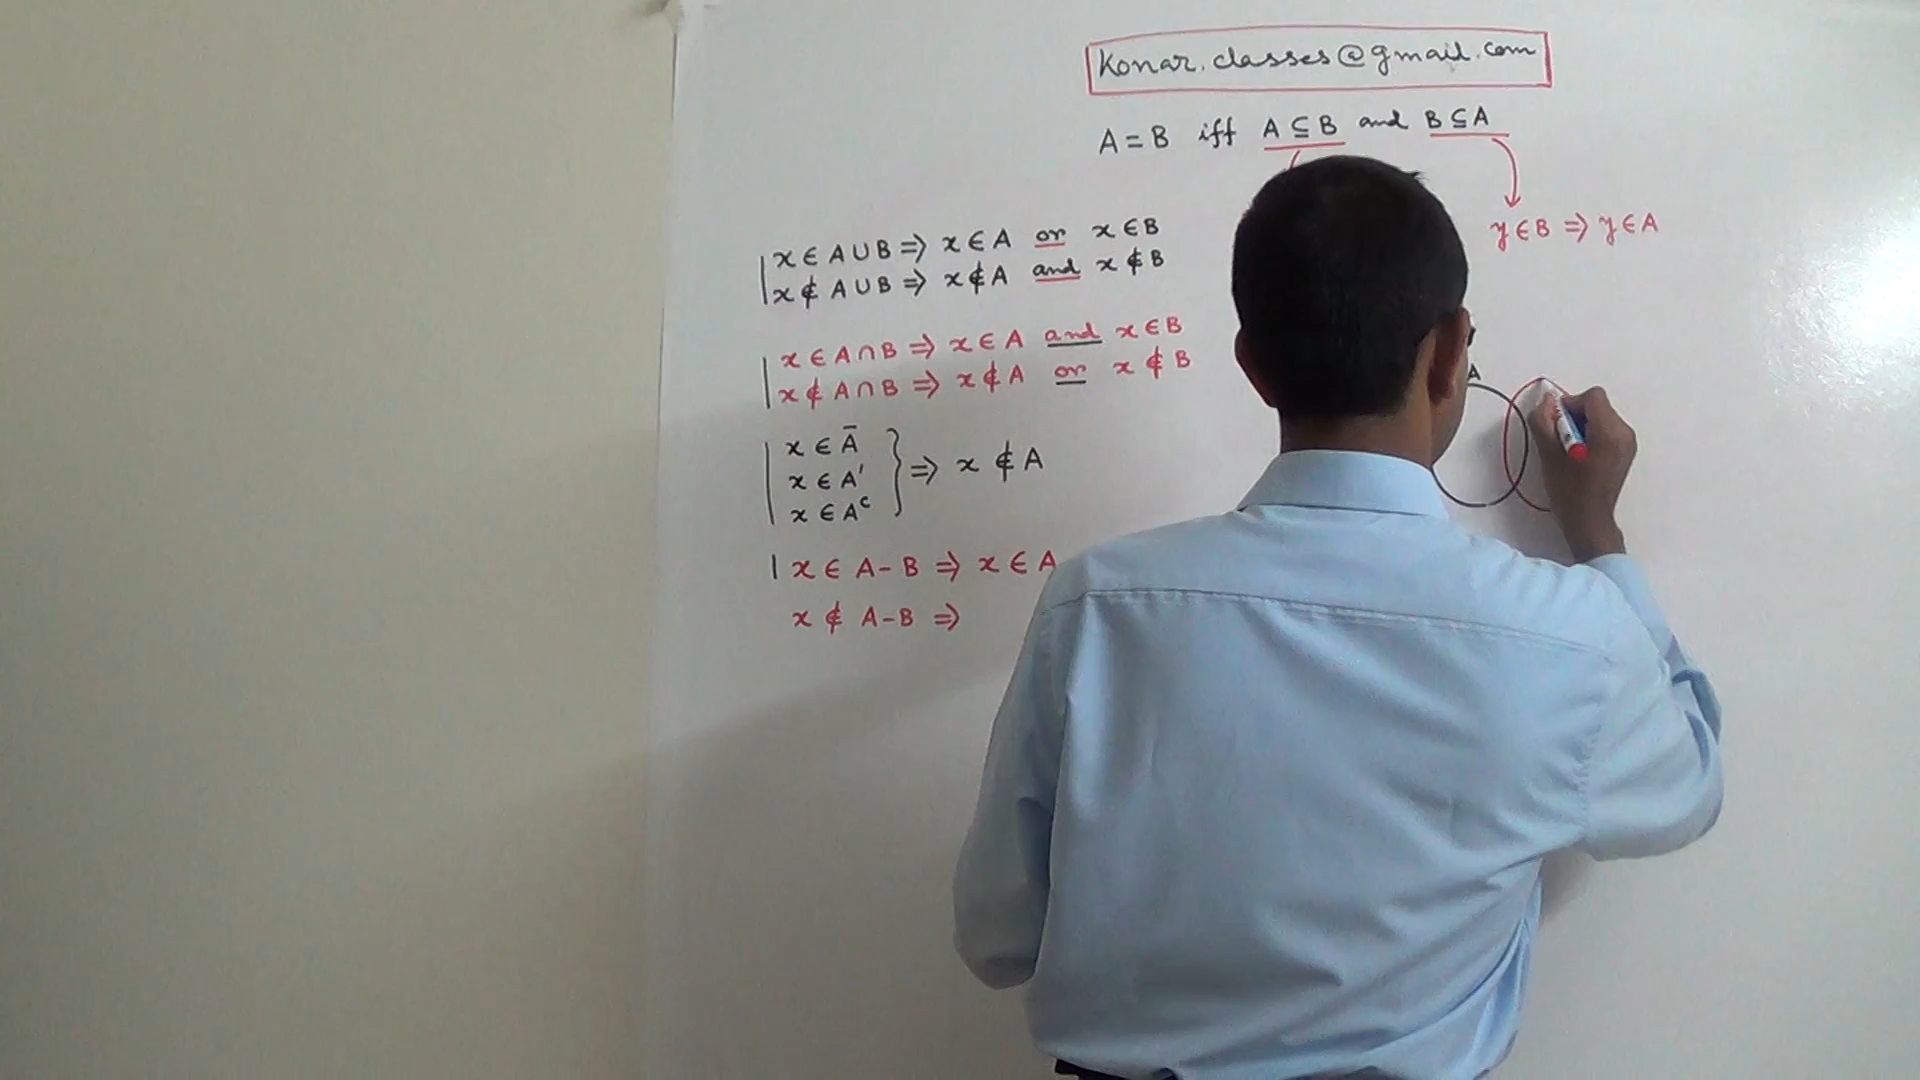 Konar.classes@gmail.com
A = B iff A ⊆ B and B ⊆ A
y ∈ B ⇒ y ∈ A
x ∈ A ∪ B ⇒ x ∈ A or x ∈ B
x ∉ A ∪ B ⇒ x ∉ A and x ∉ B
x ∈ A ∩ B ⇒ x ∈ A and x ∈ B
x ∉ A ∩ B ⇒ x ∉ A or x ∉ B
A
x ∈ Ā
x ∈ A' } ⇒ x ∉ A
x ∈ Aᶜ
x ∈ A - B ⇒ x ∈ A
x ∉ A - B ⇒